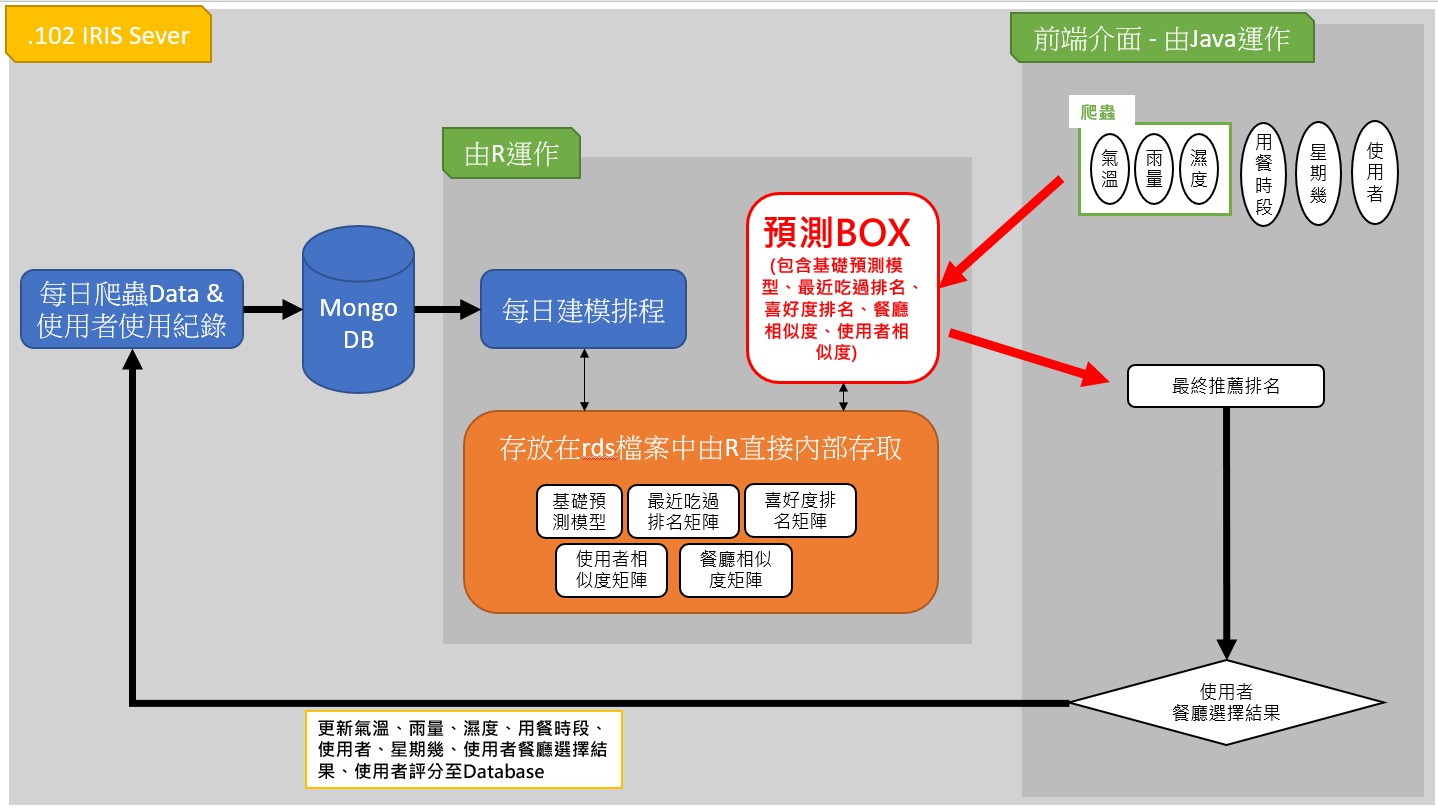 .102 IRIS Sever
前端介面 - 由Java運作
爬蟲
氣溫
雨量
濕度
用餐時段
星期幾
使用者
由R運作
預測BOX
(包含基礎預測模
型、最近吃過排名、
喜好度排名、餐廳
相似度、使用者相
似度)
每日爬蟲Data &
使用者使用紀錄
Mongo
DB
每日建模排程
最終推薦排名
存放在rds檔案中由R直接內部存取
基礎預
測模型
最近吃過
排名矩陣
喜好度排
名矩陣
使用者相
似度矩陣
餐廳相似
度矩陣
使用者
餐廳選擇結果
更新氣溫、雨量、濕度、用餐時段、
使用者、星期幾、使用者餐廳選擇結
果、使用者評分至Database